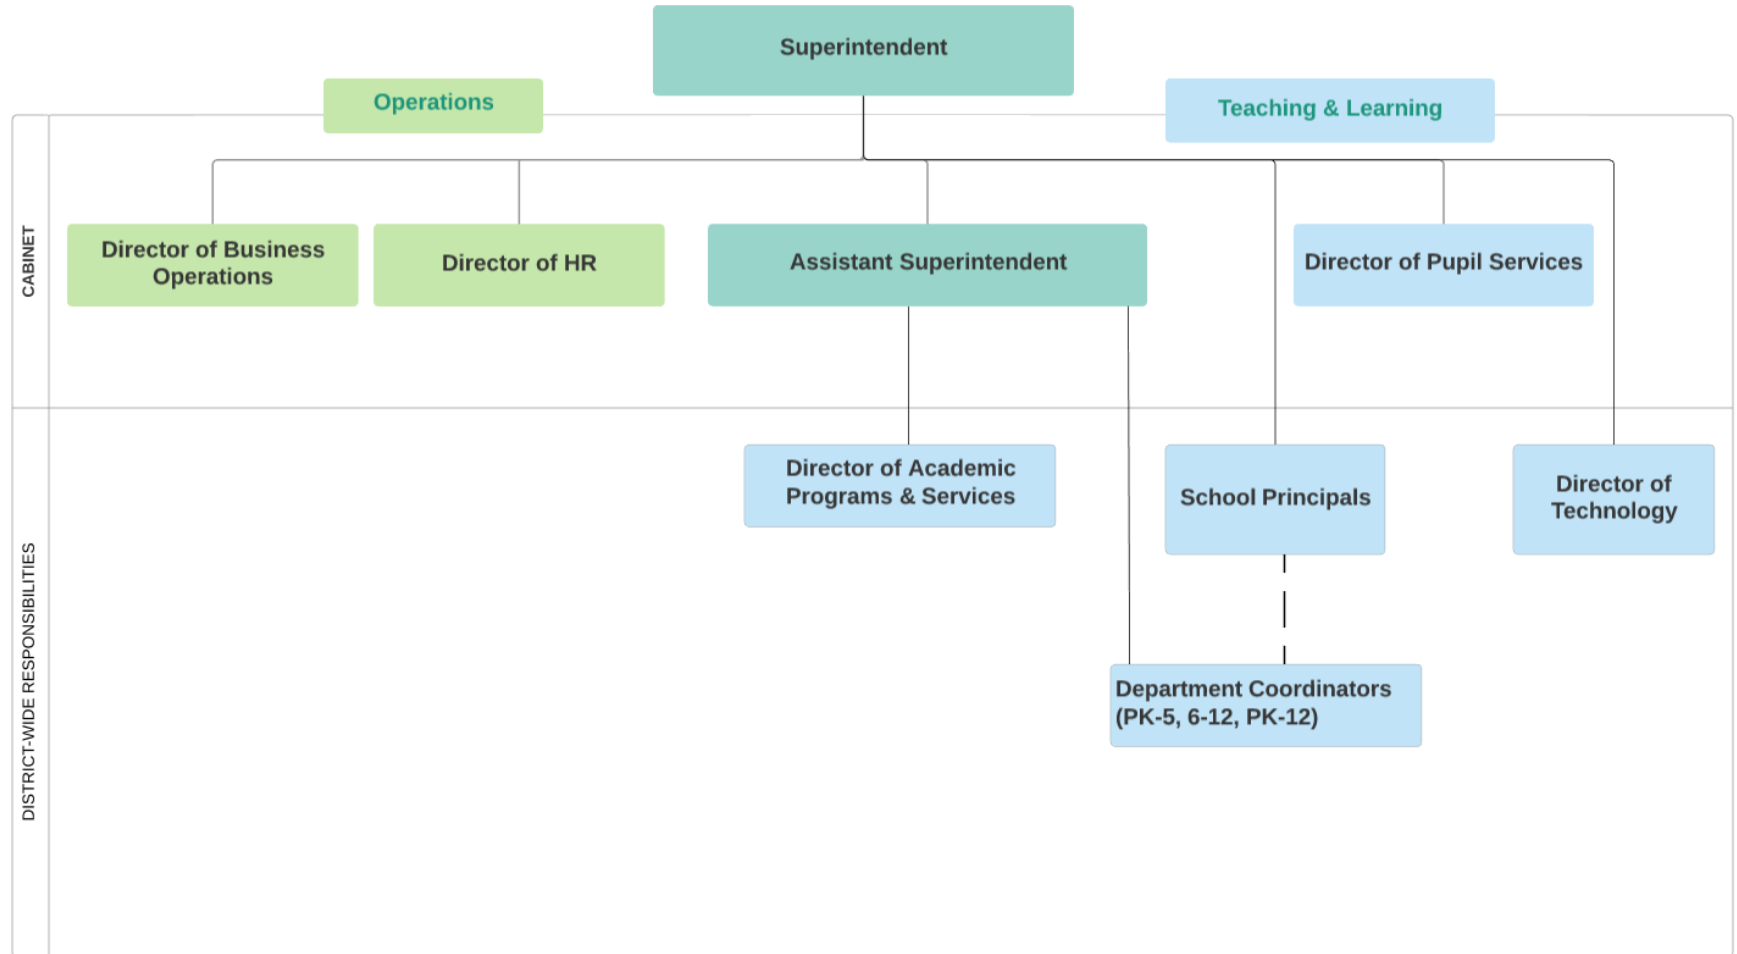 Superintendent
Operations
Teaching & Learning
CABINET
Director of Business
Operations
Director of HR
Assistant Superintendent
Director of Pupil Services
DISTRICT-WIDE RESPONSIBILITIES
Director of Academic
Programs & Services
School Principals
Director of
Technology
Department Coordinators
(PK-5, 6-12, PK-12)